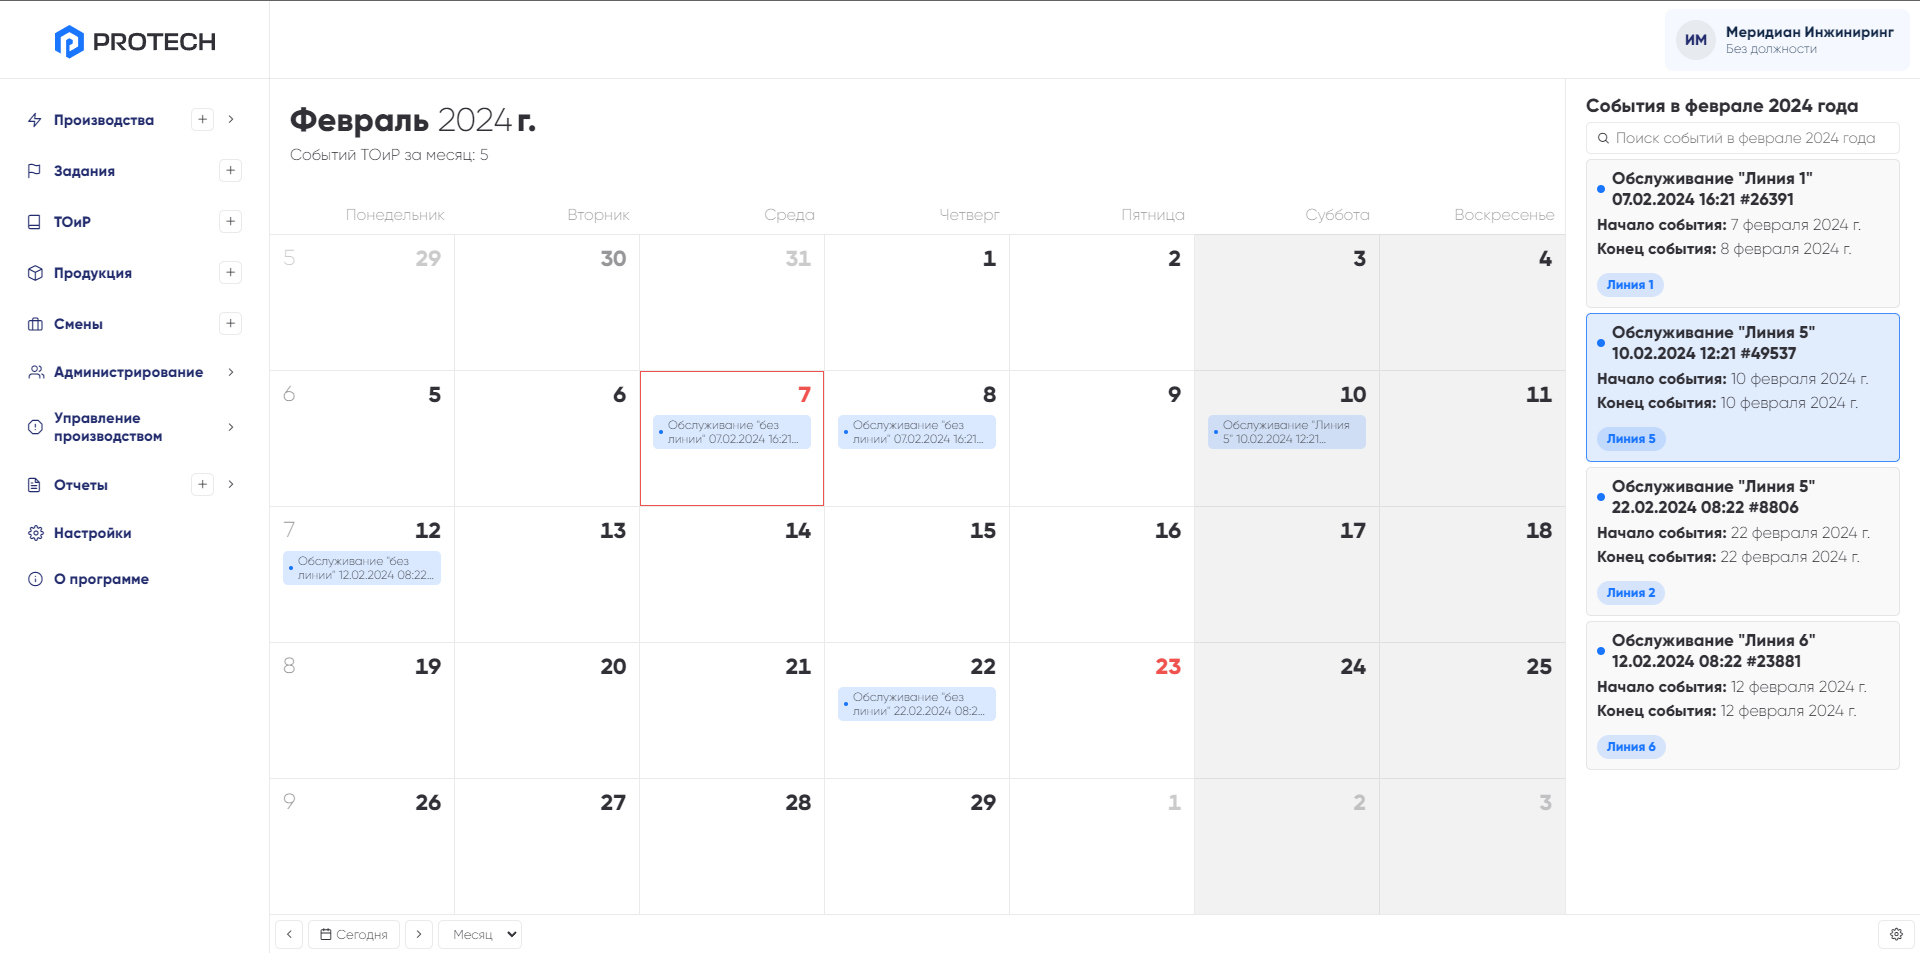 PROTECH
ИМ
Меридан Инжиниринг
Без должности
Производства
Задания
ТОиР
Продукция
Смены
Администрирование
Управление
производством
Отчеты
Настройки
О программе
Февраль 2024 г.
Событий ТОиР за месяц: 5
Понедельник Вторник Среда Четверг Пятница Суббота Воскресенье
5 29 30 31 1 2 3 4
6 5 6 7 8 9 10 11
Обслуживание "без
линии" 07.02.2024 16:21...
Обслуживание "без
линии" 07.02.2024 16:21...
Обслуживание "Линия
5" 10.02.2024 12:21...
7 12 13 14 15 16 17 18
Обслуживание "без
линии" 12.02.2024 08:22...
8 19 20 21 22 23 24 25
Обслуживание "без
линии" 22.02.2024 08:2...
9 26 27 28 29 1 2 3
Сегодня
Месяц
События в феврале 2024 года
Поиск событий в феврале 2024 года
Обслуживание "Линия 1"
07.02.2024 16:21 #26391
Начало события: 7 февраля 2024 г.
Конец события: 8 февраля 2024 г.
Линия 1
Обслуживание "Линия 5"
10.02.2024 12:21 #49537
Начало события: 10 февраля 2024 г.
Конец события: 10 февраля 2024 г.
Линия 5
Обслуживание "Линия 5"
22.02.2024 08:22 #8806
Начало события: 22 февраля 2024 г.
Конец события: 22 февраля 2024 г.
Линия 2
Обслуживание "Линия 6"
12.02.2024 08:22 #23881
Начало события: 12 февраля 2024 г.
Конец события: 12 февраля 2024 г.
Линия 6